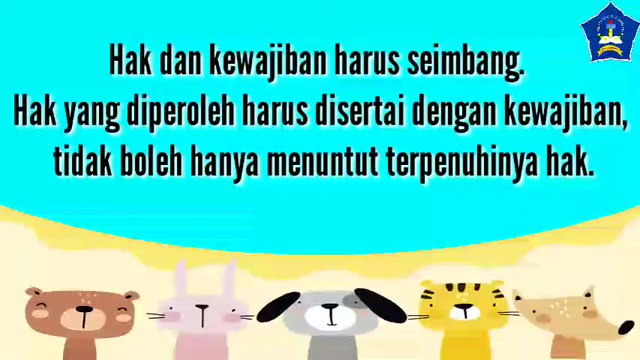 Hak dan kewajiban harus seimbang.
Hak yang diperoleh harus disertai dengan kewajiban,
tidak boleh hanya menuntut terpenuhinya hak.